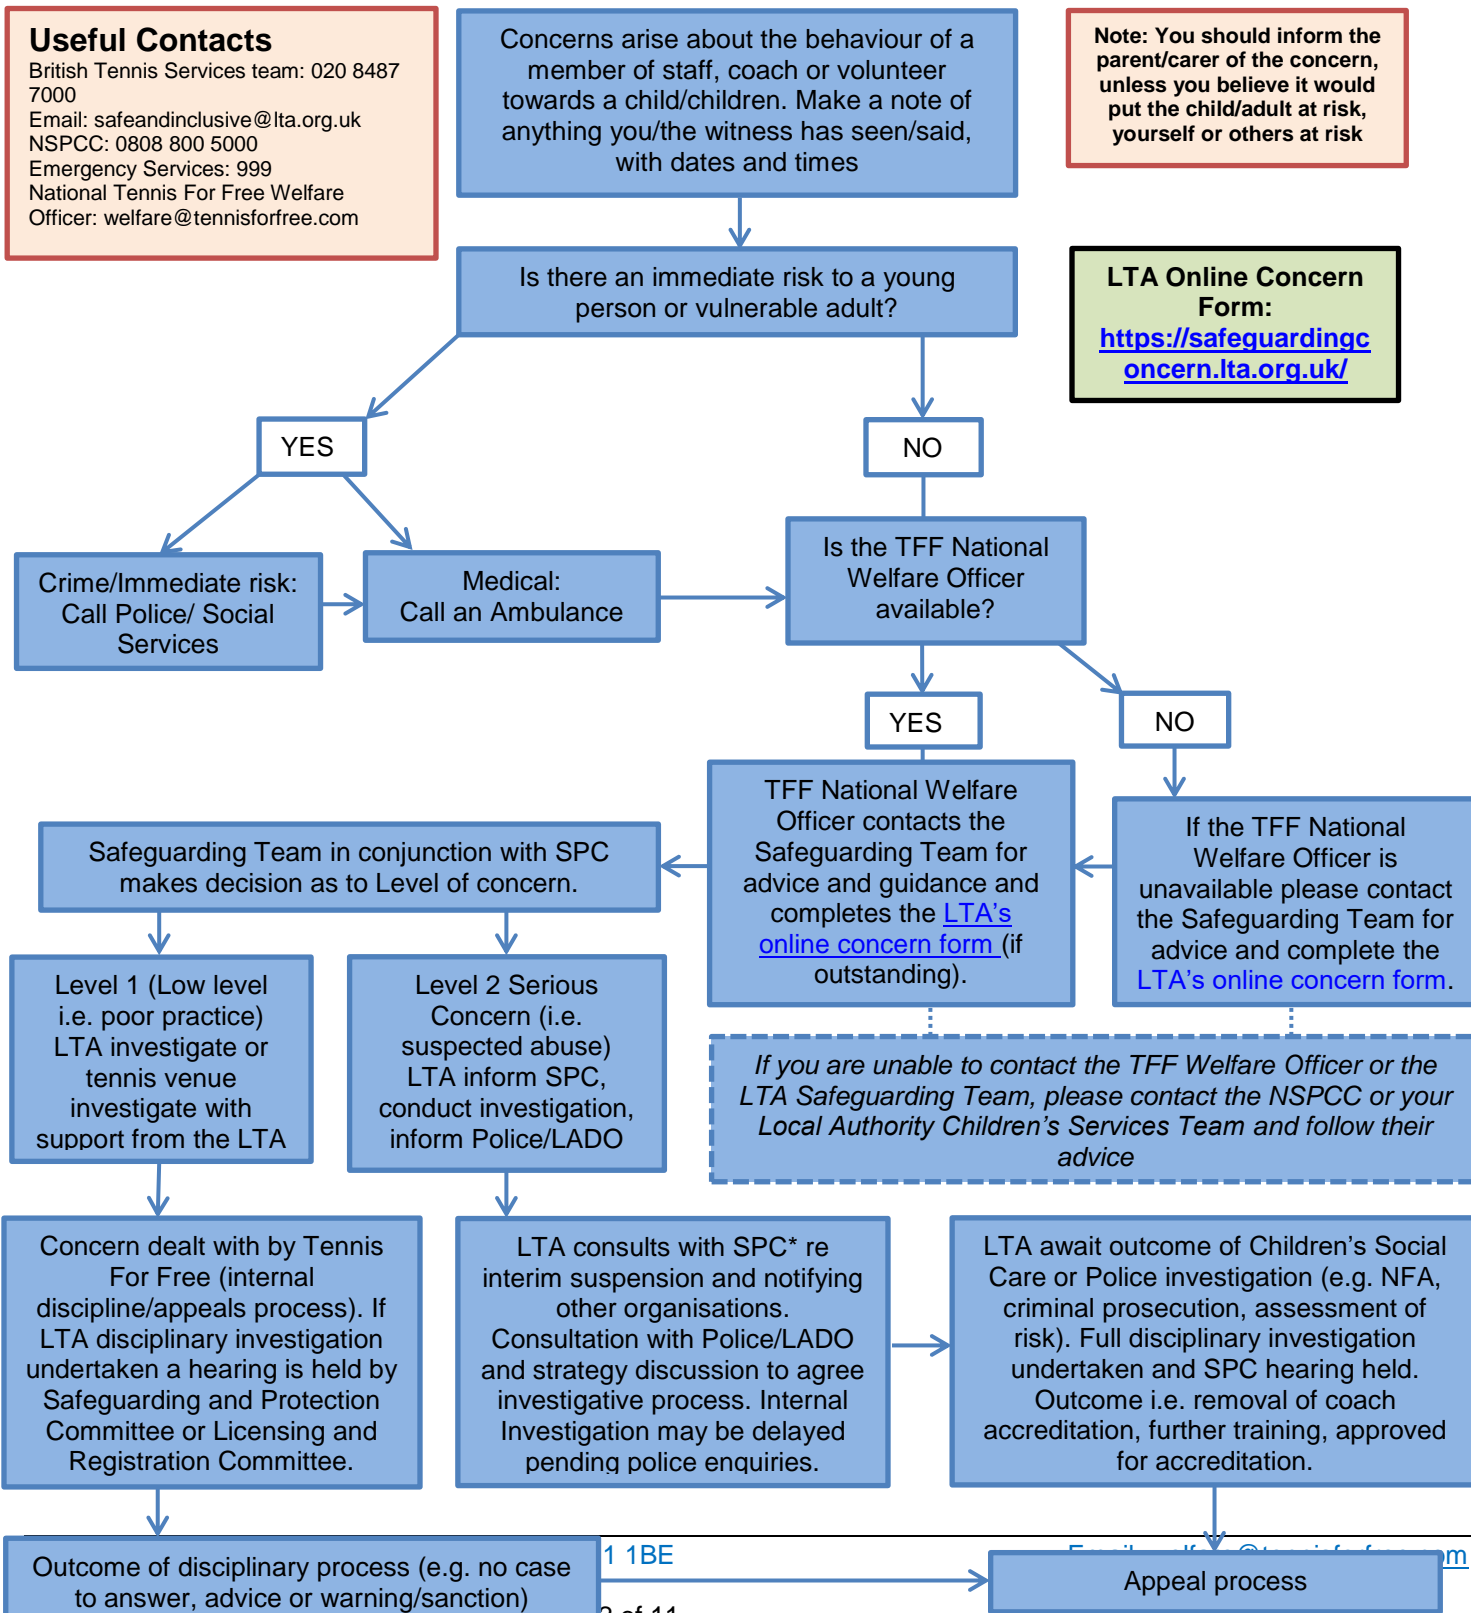 Useful Contacts
British Tennis Services team: 020 8487
7000
Email: safeandinclusive@lta.org.uk
NSPCC: 0808 800 5000
Emergency Services: 999
National Tennis For Free Welfare
Officer: welfare@tennisforfree.com
Concerns arise about the behaviour of a
member of staff, coach or volunteer
towards a child/children. Make a note of
anything you/the witness has seen/said,
with dates and times
Note: You should inform the
parent/carer of the concern,
unless you believe it would
put the child/adult at risk,
yourself or others at risk
Is there an immediate risk to a young
person or vulnerable adult?
LTA Online Concern
Form:
https://safeguardingc
oncern.lta.org.uk/
YES
NO
Crime/Immediate risk:
Call Police/ Social
Services
Medical:
Call an Ambulance
Is the TFF National
Welfare Officer
available?
YES
NO
TFF National Welfare
Officer contacts the
Safeguarding Team for
advice and guidance and
completes the LTA's
online concern form (if
outstanding).
If the TFF National
Welfare Officer is
unavailable please contact
the Safeguarding Team for
advice and complete the
LTA's online concern form.
Safeguarding Team in conjunction with SPC
makes decision as to Level of concern.
Level 1 (Low level
i.e. poor practice)
LTA investigate or
tennis venue
investigate with
support from the LTA
Level 2 Serious
Concern (i.e.
suspected abuse)
LTA inform SPC,
conduct investigation,
inform Police/LADO
If you are unable to contact the TFF Welfare Officer or the
LTA Safeguarding Team, please contact the NSPCC or your
Local Authority Children's Services Team and follow their
advice
Concern dealt with by Tennis
For Free (internal
discipline/appeals process). If
LTA disciplinary investigation
undertaken a hearing is held by
Safeguarding and Protection
Committee or Licensing and
Registration Committee.
LTA consults with SPC* re
interim suspension and notifying
other organisations.
Consultation with Police/LADO
and strategy discussion to agree
investigative process. Internal
Investigation may be delayed
pending police enquiries.
LTA await outcome of Children's Social
Care or Police investigation (e.g. NFA,
criminal prosecution, assessment of
risk). Full disciplinary investigation
undertaken and SPC hearing held.
Outcome i.e. removal of coach
accreditation, further training, approved
for accreditation.
Outcome of disciplinary process (e.g. no case
to answer, advice or warning/sanction)
1 1BE
Appeal process
of 11